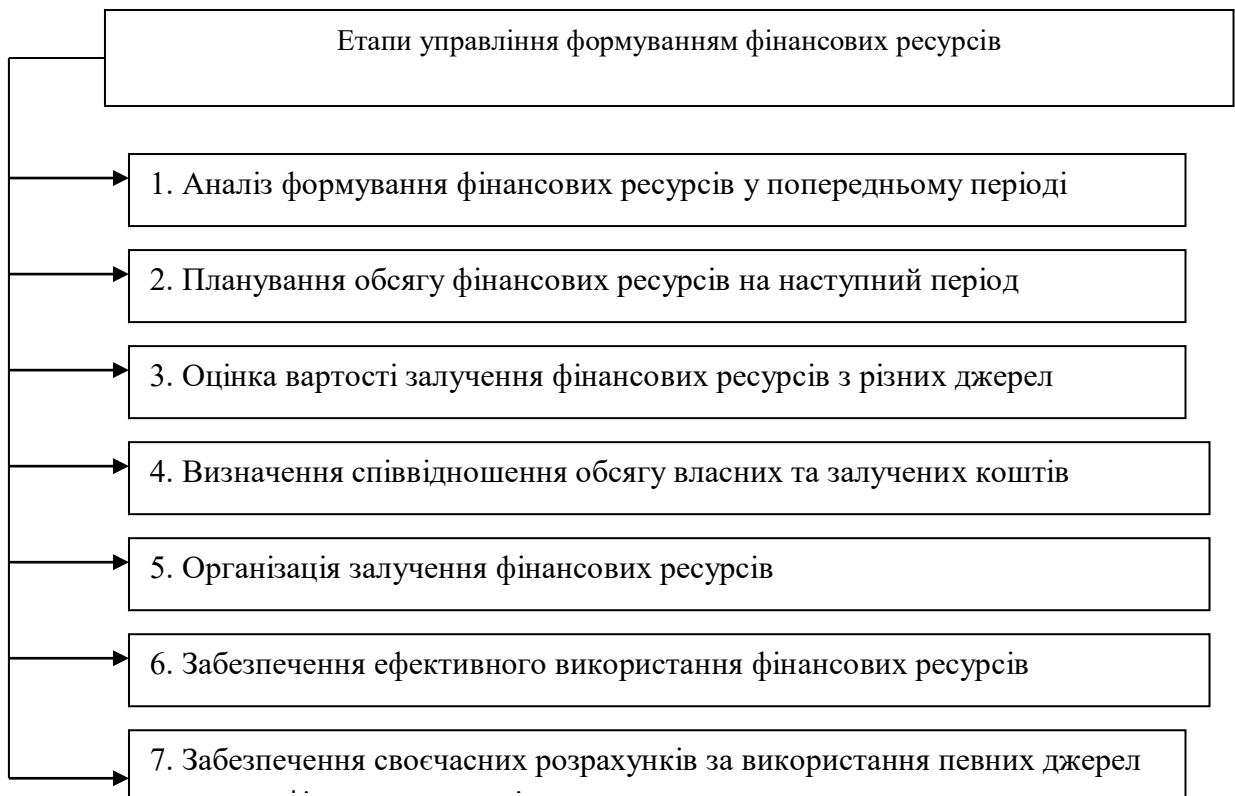 Етапи управління формуванням фінансових ресурсів
1. Аналіз формування фінансових ресурсів у попередньому періоді
2. Планування обсягу фінансових ресурсів на наступний період
3. Оцінка вартості залучення фінансових ресурсів з різних джерел
4. Визначення співвідношення обсягу власних та залучених коштів
5. Організація залучення фінансових ресурсів
6. Забезпечення ефективного використання фінансових ресурсів
7. Забезпечення своєчасних розрахунків за використання певних джерел